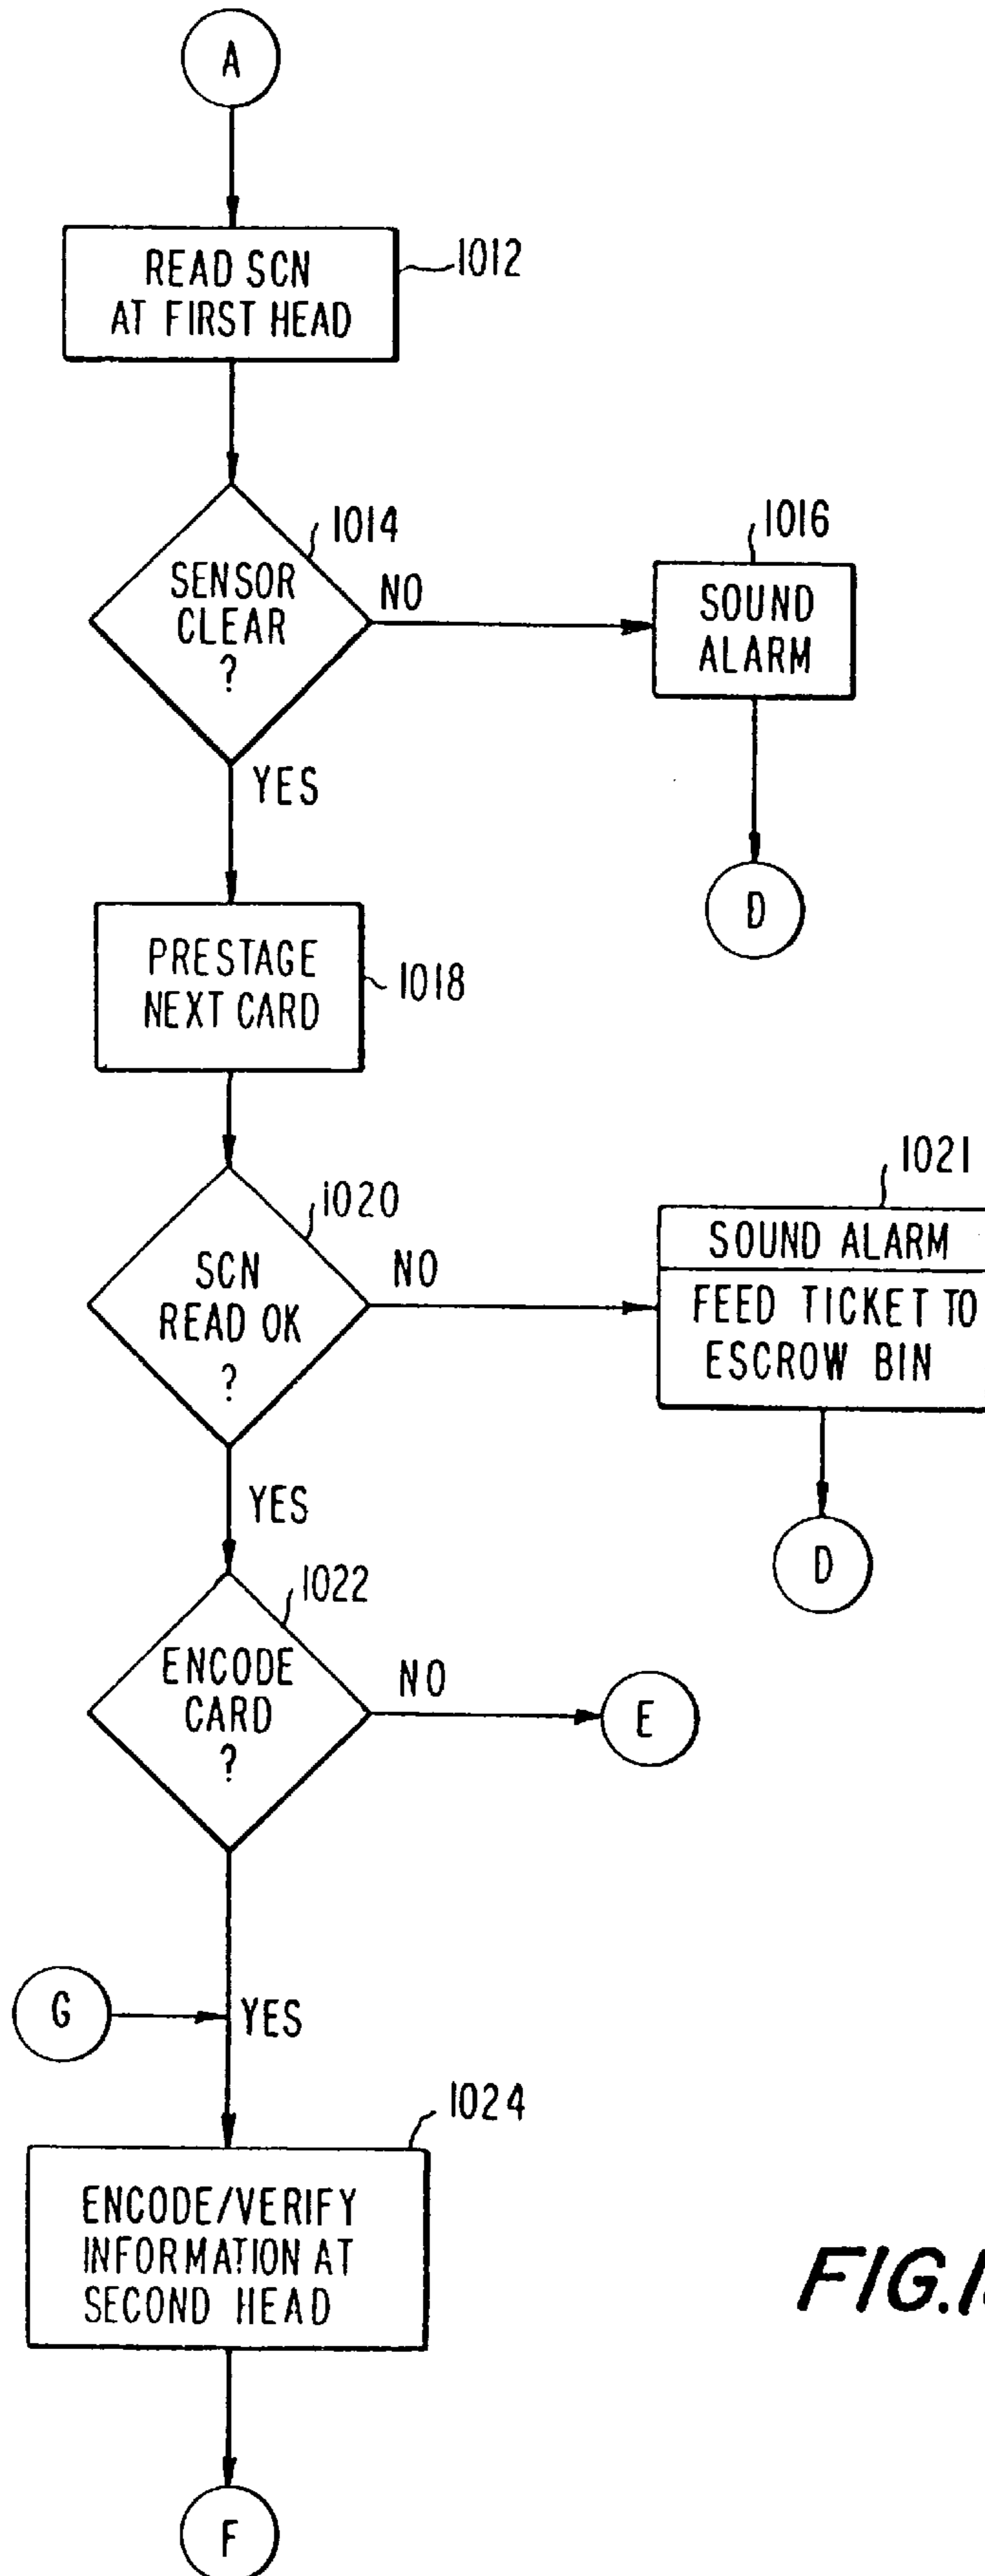 A
READ SCN
AT FIRST HEAD
1012
SENSOR
CLEAR
?
1014
NO
SOUND
ALARM
1016
YES
D
PRESTAGE
NEXT CARD
1018
SCN
READ OK
?
1020
NO
SOUND ALARM
FEED TICKET TO
ESCROW BIN
1021
YES
D
ENCODE
CARD
?
1022
NO
E
G
YES
ENCODE/VERIFY
INFORMATION AT
SECOND HEAD
1024
F